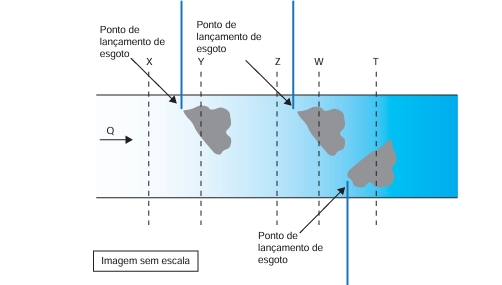 Ponto de
lançamento de
esgoto
Ponto de
lançamento de
esgoto
X
Y
Z
W
T
Q
Ponto de
lançamento de
esgoto
Imagem sem escala